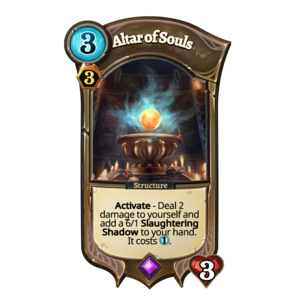 3
Altar of Souls
3
Structure
Activate - Deal 2
damage to yourself and
add a 6/1 Slaughtering
Shadow to your hand.
It costs 1.
3